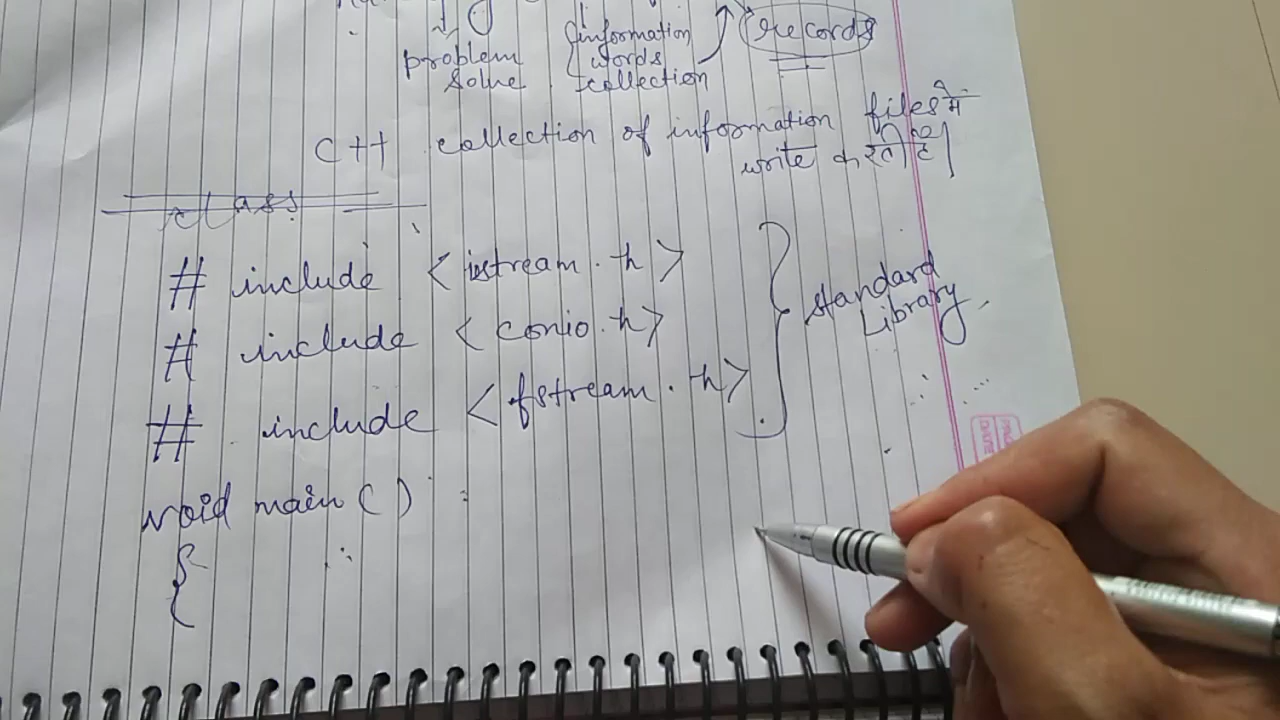 problem information records
solve words
collection
C++ collection of information files में
write करते है
class
# include <iostream.h>
# include <conio.h>
# include <fstream.h>
standard
Library
void main ( )
{